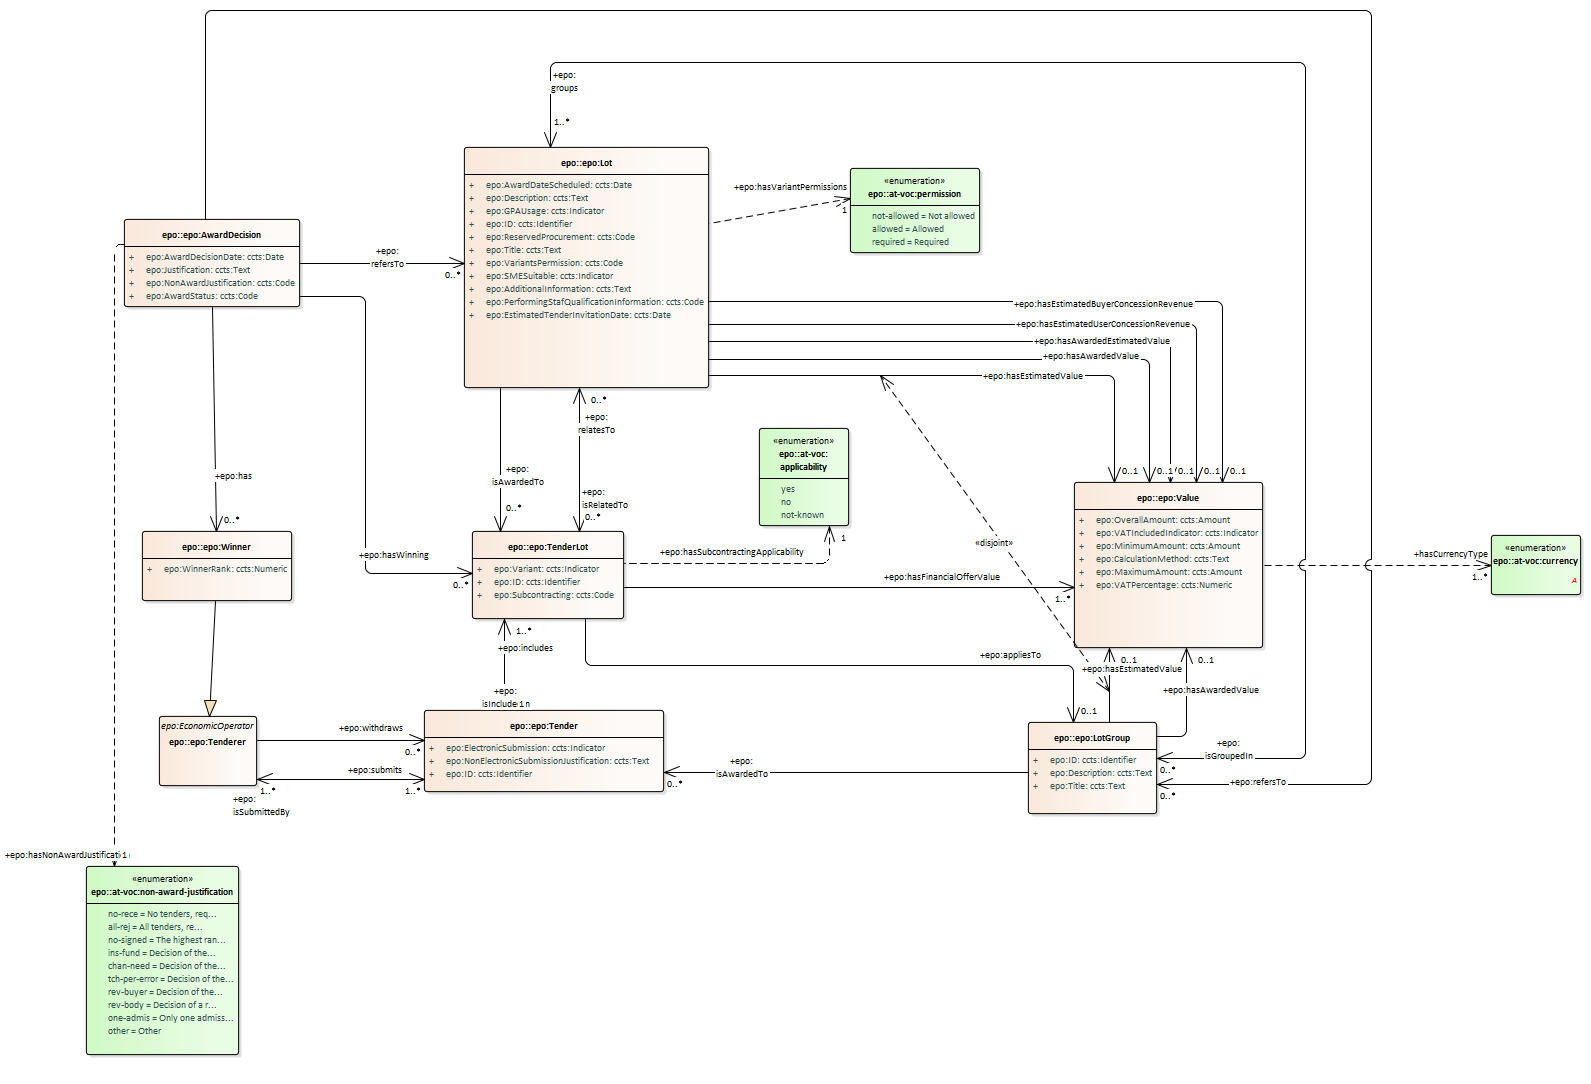 +epo:
groups
1..*
epo::epo:Lot
+ epo:AwardDateScheduled: ccts:Date
+ epo:Description: ccts:Text
+ epo:GPAUsage: ccts:Indicator
+ epo:ID: ccts:Identifier
+ epo:ReservedProcurement: ccts:Code
+ epo:Title: ccts:Text
+ epo:VariantsPermission: ccts:Code
+ epo:SMESuitable: ccts:Indicator
+ epo:AdditionalInformation: ccts:Text
+ epo:PerformingStafQualificationInformation: ccts:Code
+ epo:EstimatedTenderInvitationDate: ccts:Date
+epo:hasVariantPermissions
1
«enumeration»
epo::at-voc:permission
not-allowed = Not allowed
allowed = Allowed
required = Required
epo::epo:AwardDecision
+ epo:AwardDecisionDate: ccts:Date
+ epo:Justification: ccts:Text
+ epo:NonAwardJustification: ccts:Code
+ epo:AwardStatus: ccts:Code
+epo:
refersTo
0..*
+epo:hasEstimatedBuyerConcessionRevenue
+epo:hasEstimatedUserConcessionRevenue
+epo:hasAwardedEstimatedValue
+epo:hasAwardedValue
+epo:hasEstimatedValue
0..1
0..1
0..1
0..1
0..1
0..*
+epo:
relatesTo
+epo:
isAwardedTo
0..*
+epo:
isRelatedTo
0..*
«enumeration»
epo::at-voc:
applicability
yes
no
not-known
1
+epo:has
0..*
epo::epo:Winner
+ epo:WinnerRank: ccts:Numeric
+epo:hasWinning
0..*
epo::epo:TenderLot
+ epo:Variant: ccts:Indicator
+ epo:ID: ccts:Identifier
+ epo:Subcontracting: ccts:Code
+epo:hasSubcontractingApplicability
+epo:hasFinancialOfferValue
1..*
«disjoint»
epo::epo:Value
+ epo:OverallAmount: ccts:Amount
+ epo:VATIncludedIndicator: ccts:Indicator
+ epo:MinimumAmount: ccts:Amount
+ epo:CalculationMethod: ccts:Text
+ epo:MaximumAmount: ccts:Amount
+ epo:VATPercentage: ccts:Numeric
+epo:hasCurrencyType
1..*
«enumeration»
epo::at-voc:currency
A
1..*
+epo:includes
+epo:
isInclude
1
n
+epo:appliesTo
0..1
0..1
+epo:hasEstimatedValue
0..1
+epo:hasAwardedValue
epo:EconomicOperator
epo::epo:Tenderer
+epo:withdraws
0..*
+epo:submits
1..*
1..*
+epo:
isSubmittedBy
epo::epo:Tender
+ epo:ElectronicSubmission: ccts:Indicator
+ epo:NonElectronicSubmissionJustification: ccts:Text
+ epo:ID: ccts:Identifier
+epo:
isAwardedTo
0..*
epo::epo:LotGroup
+ epo:ID: ccts:Identifier
+ epo:Description: ccts:Text
+ epo:Title: ccts:Text
+epo:
isGroupedIn
0..*
+epo:refersTo
0..*
+epo:hasNonAwardJustificati
1
«enumeration»
epo::at-voc:non-award-justification
no-rece = No tenders, req...
all-rej = All tenders, re...
no-signed = The highest ran...
ins-fund = Decision of the...
chan-need = Decision of the...
tch-per-error = Decision of the...
rev-buyer = Decision of the...
rev-body = Decision of a r...
one-admis = Only one admiss...
other = Other